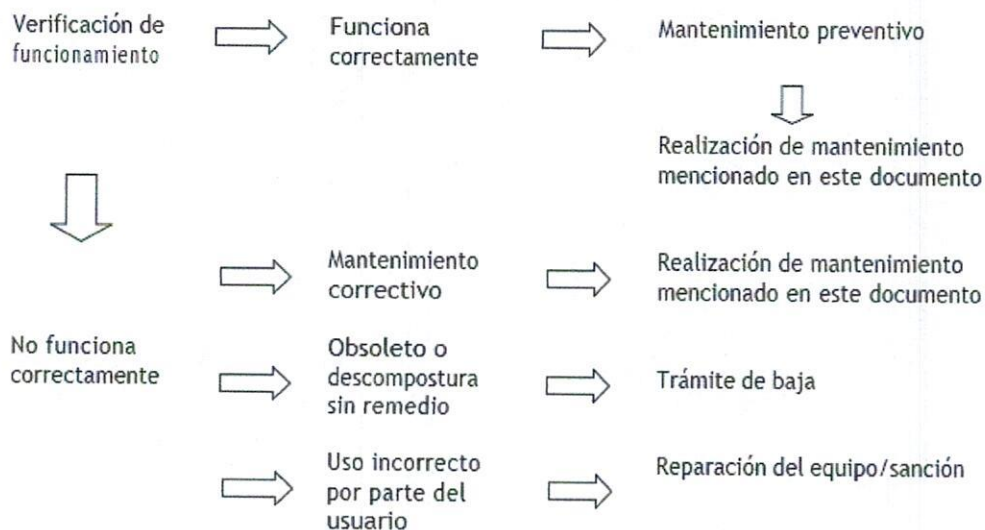 Verificación de
funcionamiento
Funciona
correctamente
Mantenimiento preventivo
Realización de mantenimiento
mencionado en este documento
Mantenimiento
correctivo
Realización de mantenimiento
mencionado en este documento
No funciona
correctamente
Obsoleto o
descompostura
sin remedio
Trámite de baja
Uso incorrecto
por parte del
usuario
Reparación del equipo/sanción